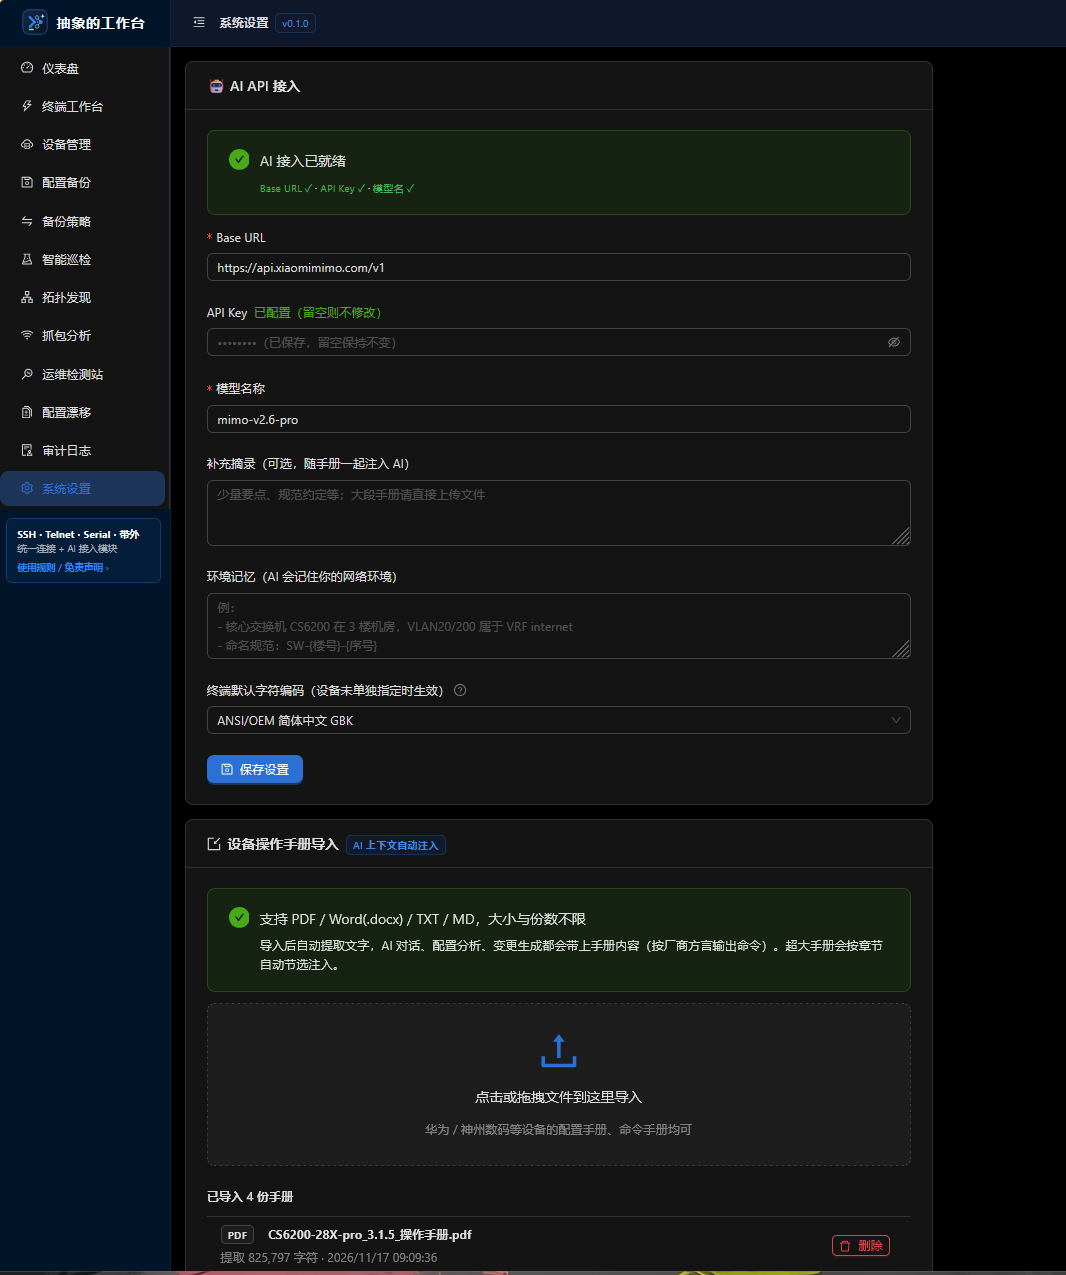 抽象的工作台
系统设置 v0.1.0
仪表盘
终端工作台
设备管理
配置备份
备份策略
智能巡检
拓扑发现
抓包分析
运维检测站
配置漂移
审计日志
系统设置
SSH · Telnet · Serial · 带外
统一连接 + AI 接入模块
使用规则 / 免责声明 ›
AI API 接入
AI 接入已就绪
Base URL ✓ · API Key ✓ · 模型名 ✓
* Base URL
https://api.xiaomimimo.com/v1
API Key 已配置（留空则不修改）
••••••••（已保存，留空保持不变）
* 模型名称
mimo-v2.6-pro
补充摘录（可选，随手册一起注入 AI）
少量要点、规范约定等；大段手册请直接上传文件
环境记忆（AI 会记住你的网络环境）
例：
- 核心交换机 CS6200 在 3 楼机房，VLAN20/200 属于 VRF internet
- 命名规范：SW-{楼号}-{序号}
终端默认字符编码（设备未单独指定时生效）
ANSI/OEM 简体中文 GBK
保存设置
设备操作手册导入 AI 上下文自动注入
支持 PDF / Word(.docx) / TXT / MD，大小与份数不限
导入后自动提取文字，AI 对话、配置分析、变更生成都会带上手册内容（按厂商方言输出命令）。超大手册会按章节
自动节选注入。
点击或拖拽文件到这里导入
华为 / 神州数码等设备的配置手册、命令手册均可
已导入 4 份手册
PDF CS6200-28X-pro_3.1.5_操作手册.pdf
提取 825,797 字符 · 2026/11/17 09:09:36
删除